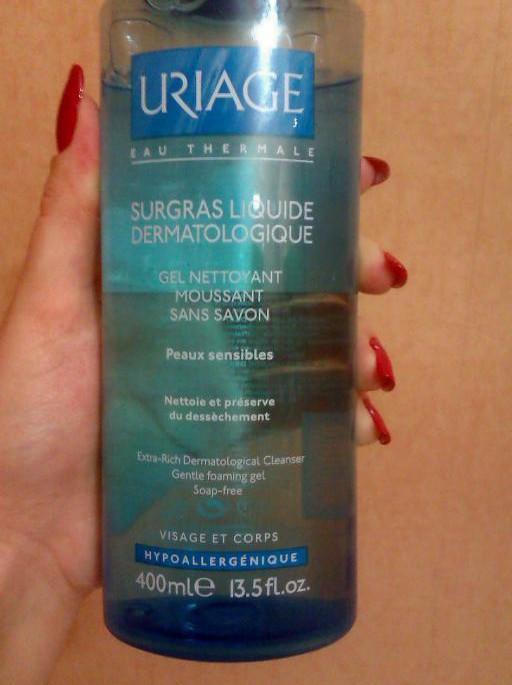 URIAGE
EAU THERMALE
SURGRAS LIQUIDE
DERMATOLOGIQUE
GEL NETTOYANT
MOUSSANT
SANS SAVON
Peaux sensibles
Nettoie et préserve
du dessèchement
Extra-Rich Dermatological Cleanser
Gentle foaming gel
Soap-free
VISAGE ET CORPS
HYPOALLERGÉNIQUE
400ml℮ 13.5fl.oz.